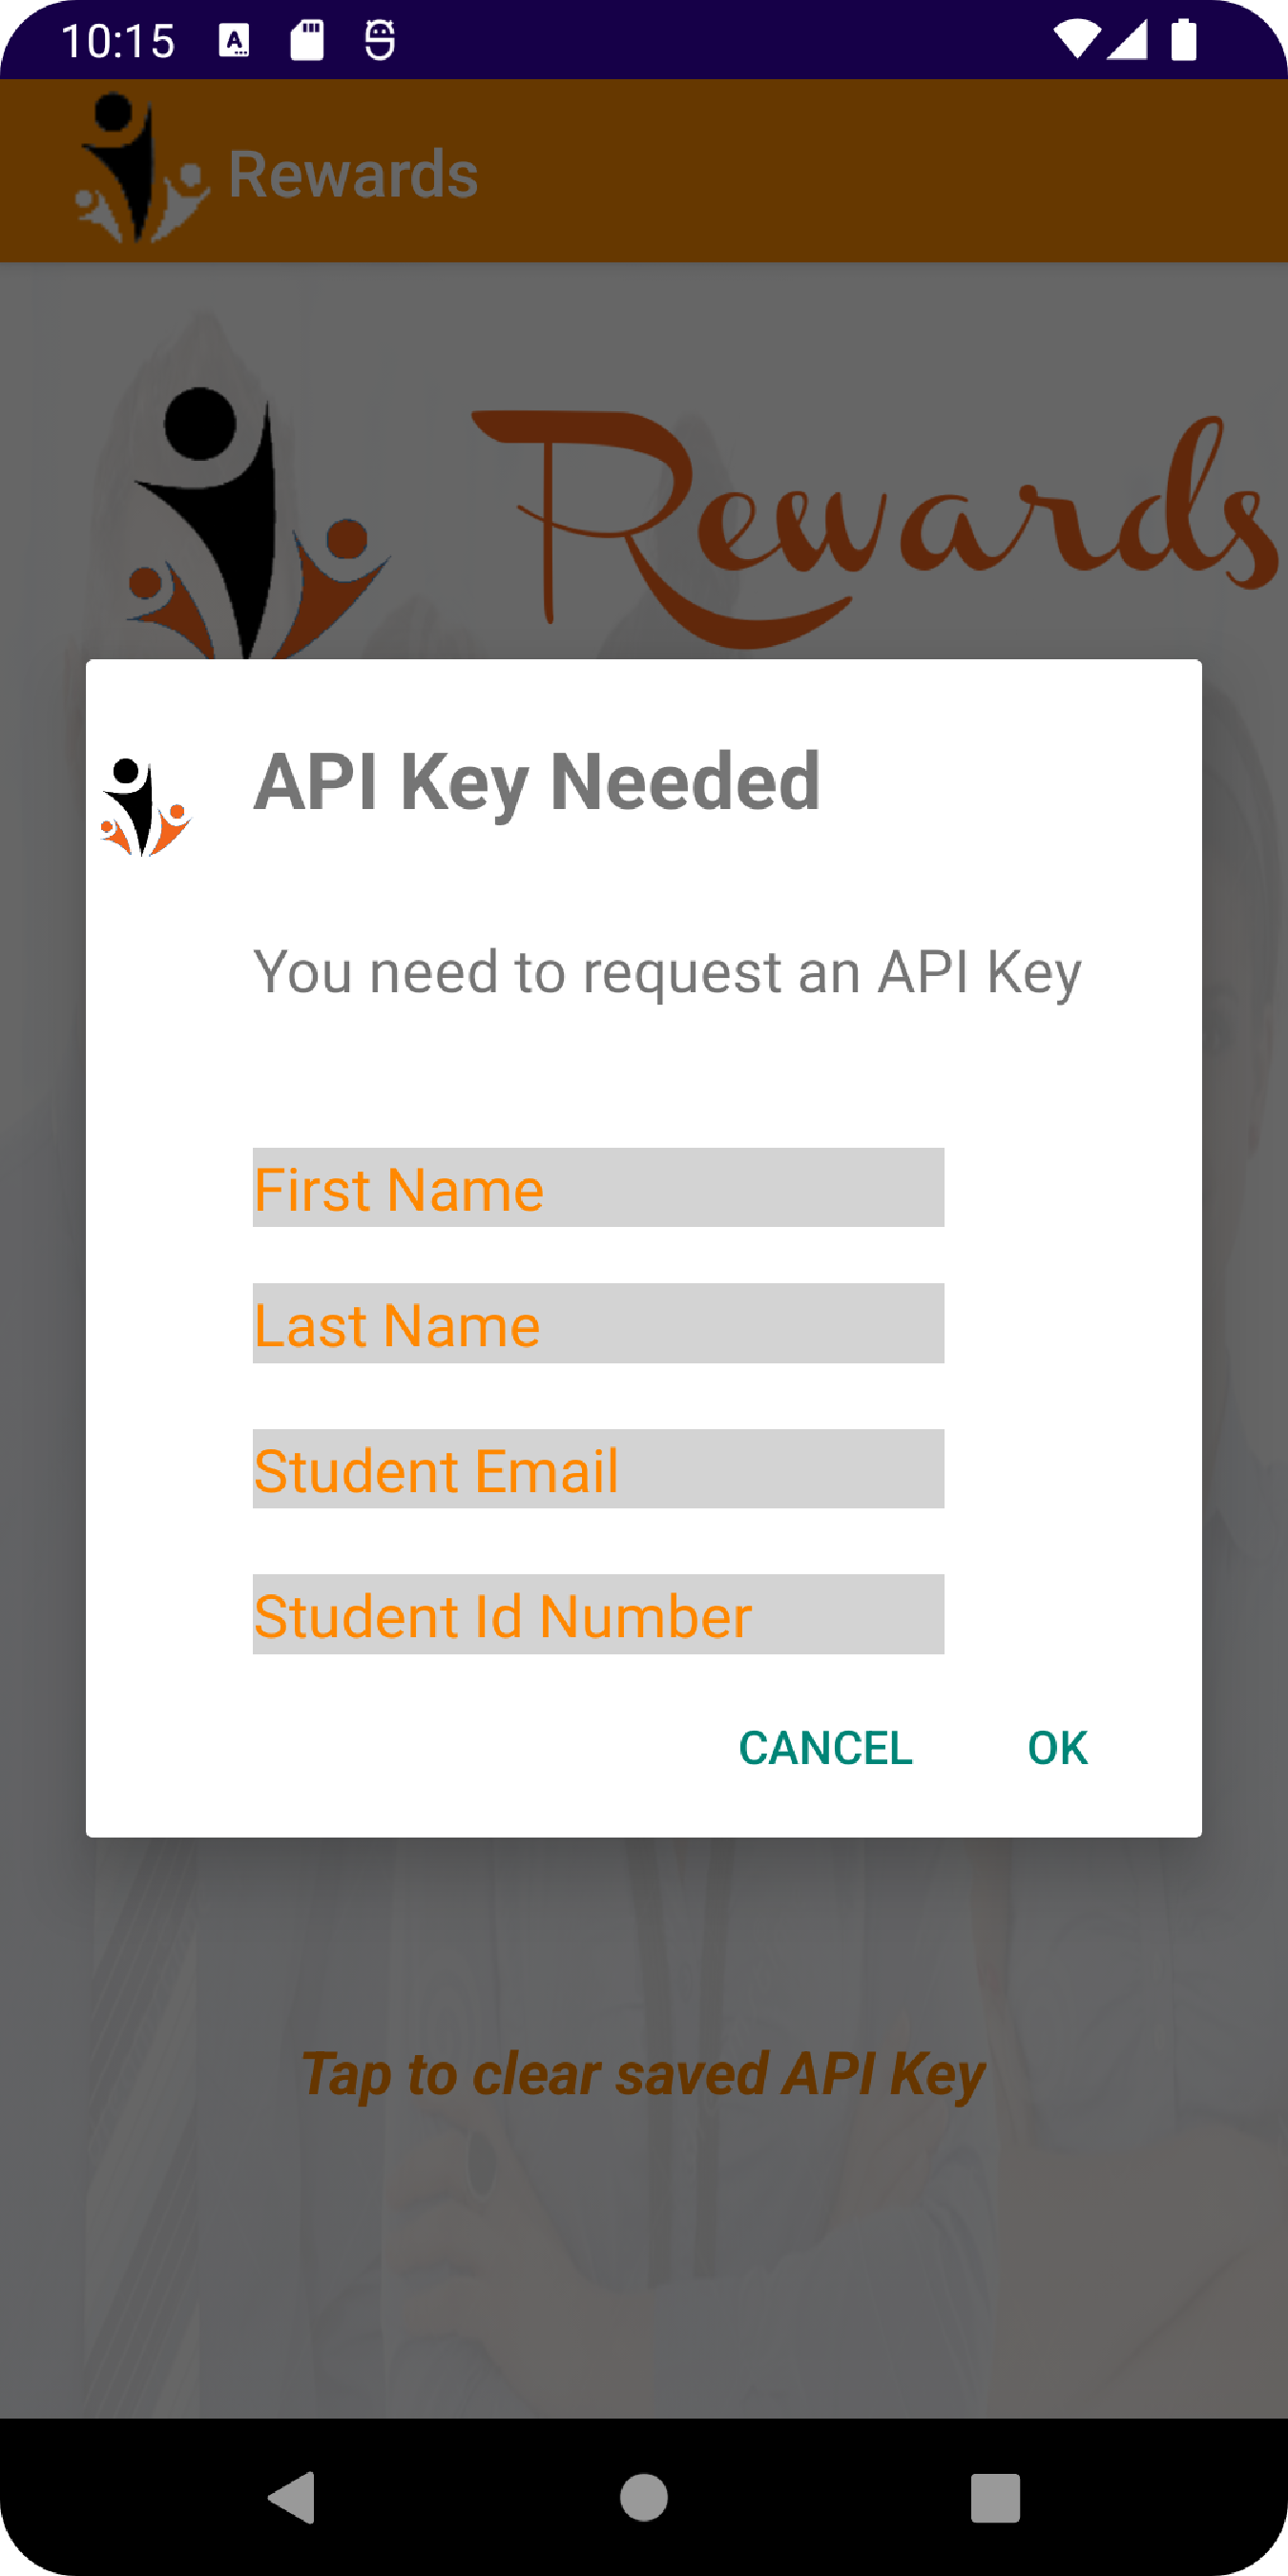 10:15
Rewards
Rewards
API Key Needed
You need to request an API Key
First Name
Last Name
Student Email
Student Id Number
CANCEL OK
Tap to clear saved API Key